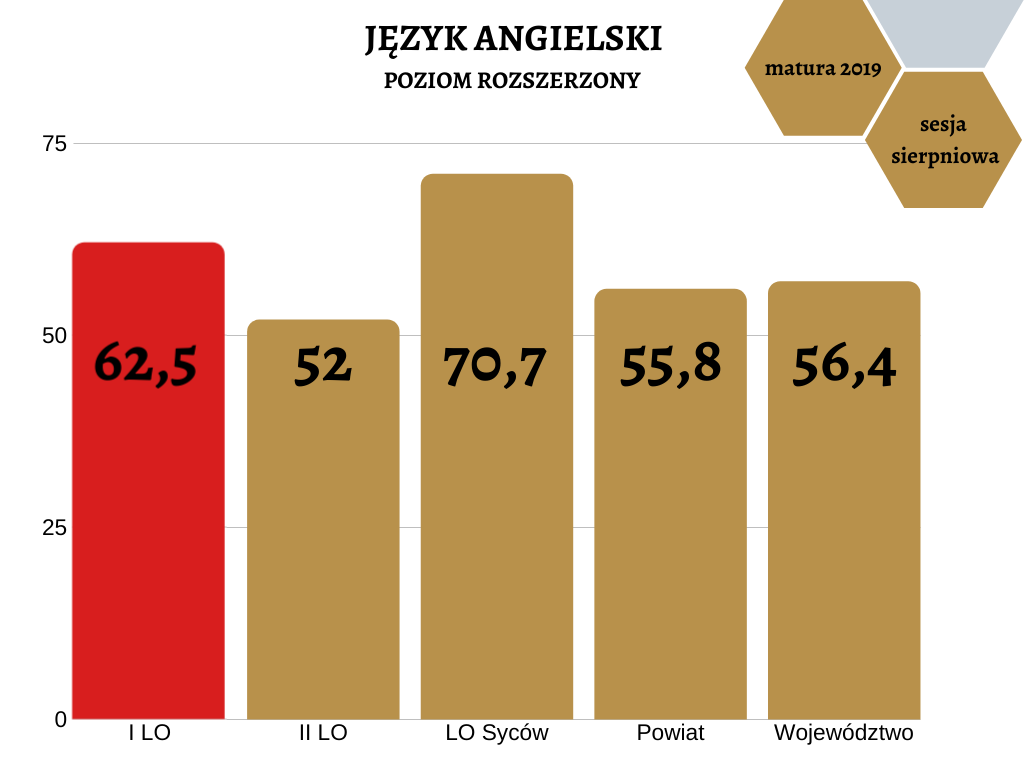 JĘZYK ANGIELSKI
POZIOM ROZSZERZONY
matura 2019
sesja
sierpniowa
75
50
25
0
62,5
52
70,7
55,8
56,4
I LO
II LO
LO Syców
Powiat
Województwo